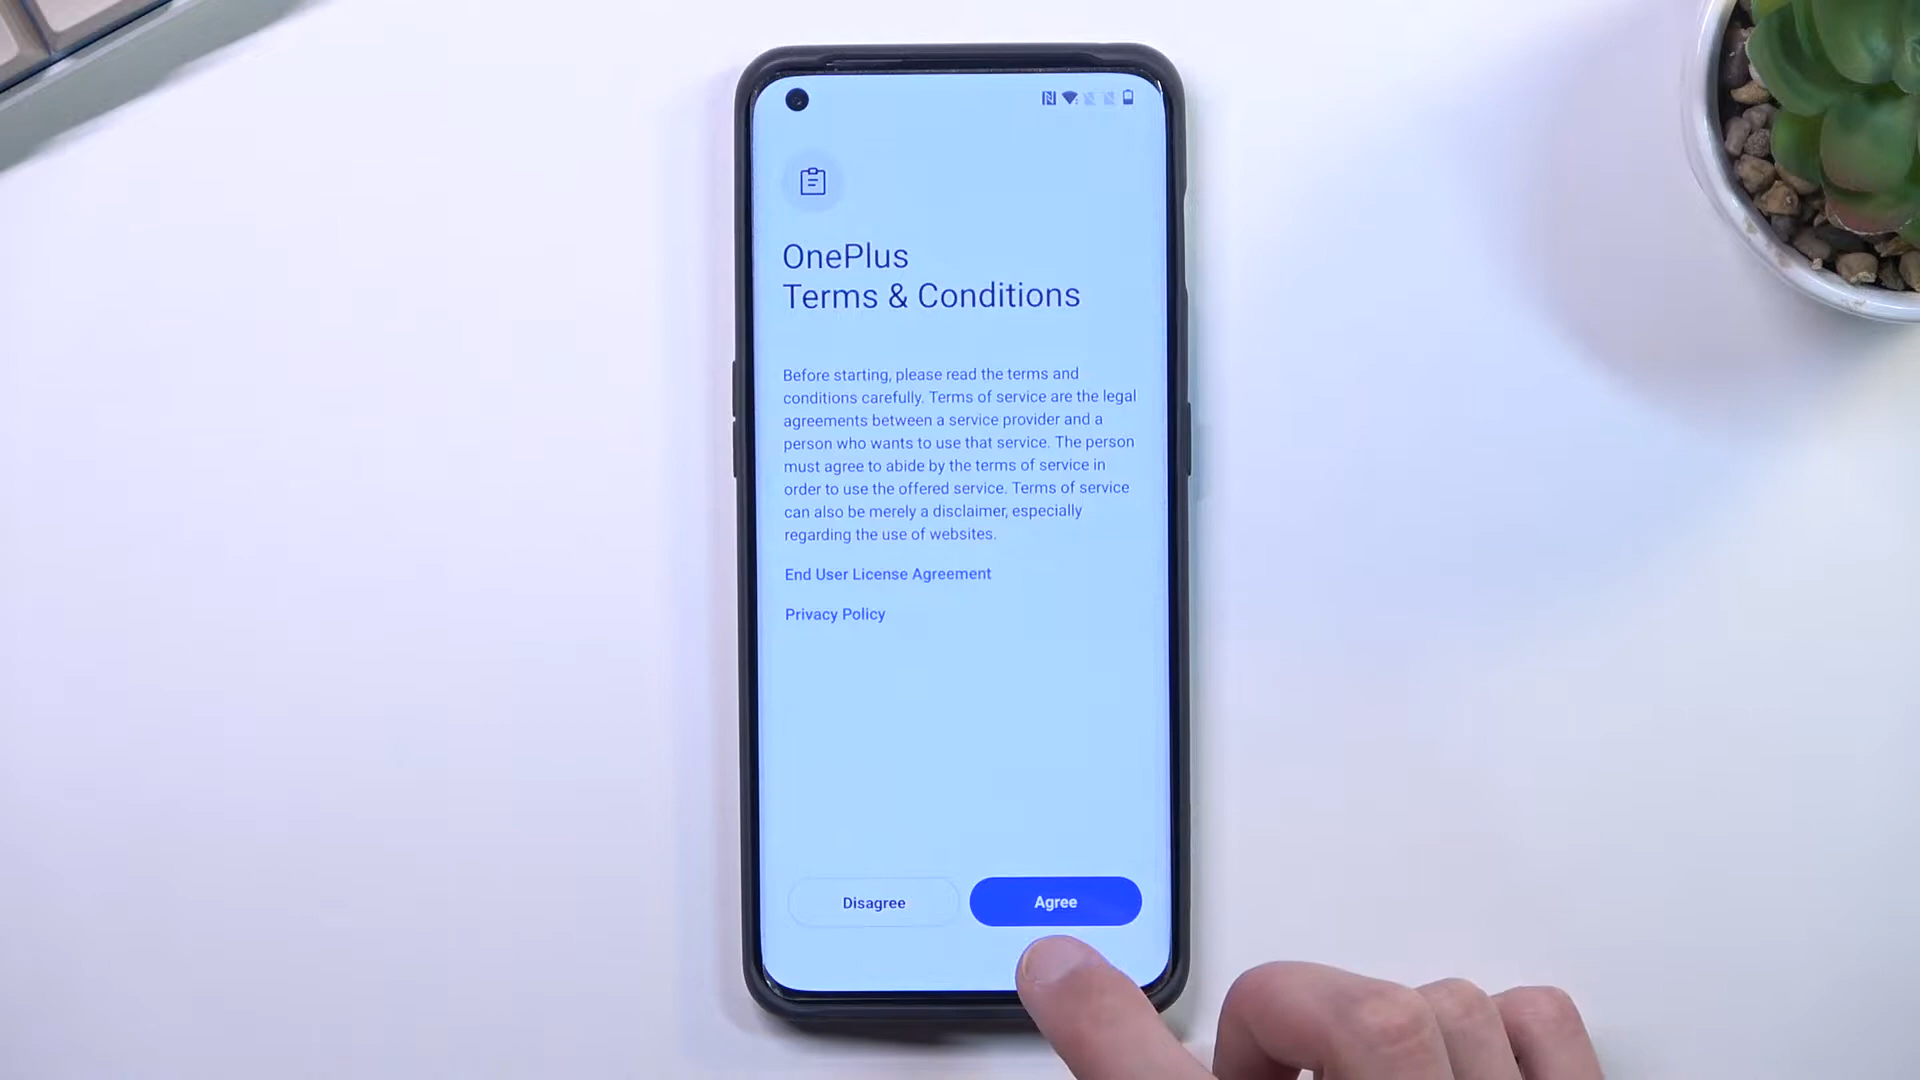 OnePlus
Terms & Conditions
Before starting, please read the terms and
conditions carefully. Terms of service are the legal
agreements between a service provider and a
person who wants to use that service. The person
must agree to abide by the terms of service in
order to use the offered service. Terms of service
can also be merely a disclaimer, especially
regarding the use of websites.
End User License Agreement
Privacy Policy
Disagree
Agree